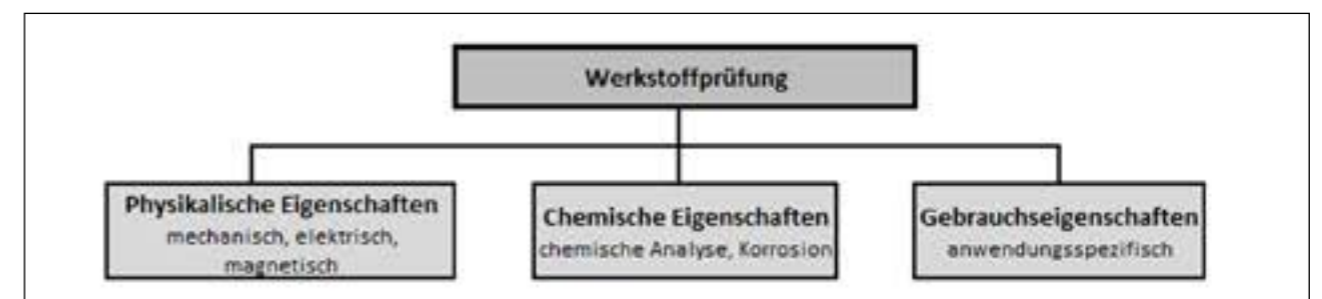 Werkstoffprüfung
Physikalische Eigenschaften
mechanisch, elektrisch,
magnetisch
Chemische Eigenschaften
chemische Analyse, Korrosion
Gebrauchseigenschaften
anwendungsspezifisch